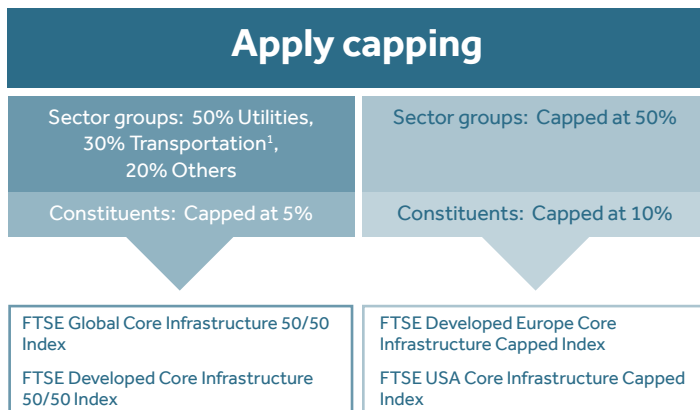 Apply capping
Sector groups: 50% Utilities,
30% Transportation¹,
20% Others
Constituents: Capped at 5%
Sector groups: Capped at 50%
Constituents: Capped at 10%
FTSE Global Core Infrastructure 50/50
Index
FTSE Developed Core Infrastructure
50/50 Index
FTSE Developed Europe Core
Infrastructure Capped Index
FTSE USA Core Infrastructure Capped
Index